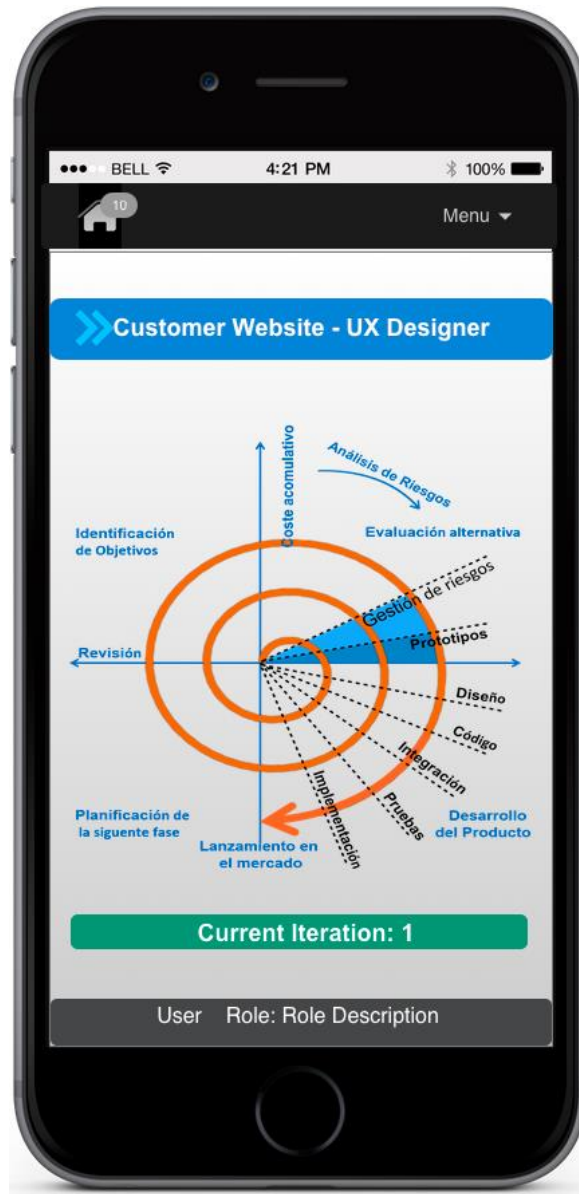 BELL 4:21 PM 100%
10
Menu
Customer Website - UX Designer
Coste acomulativo
Análisis de Riesgos
Identificación
de Objetivos
Evaluación alternativa
Gestión de riesgos
Prototipos
Revisión
Diseño
Código
Integración
Pruebas
Implementación
Planificación de
la siguente fase
Desarrollo
del Producto
Lanzamiento en
el mercado
Current Iteration: 1
User Role: Role Description